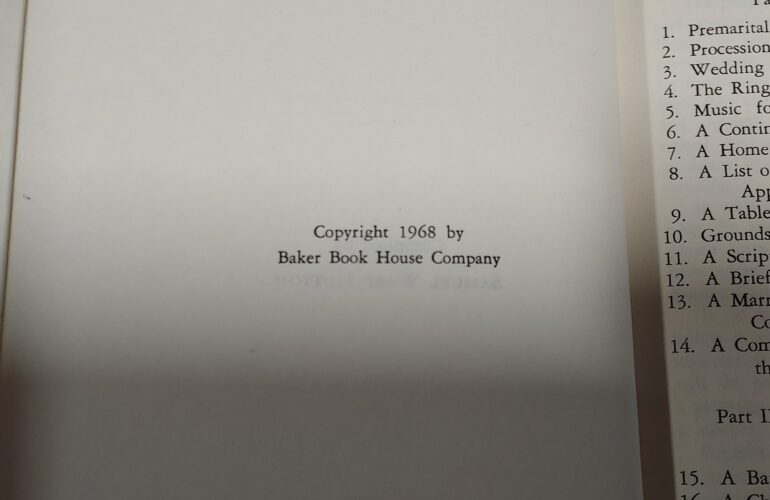 Copyright 1968 by
Baker Book House Company
1. Premarital
2. Procession
3. Wedding
4. The Ring
5. Music fo
6. A Contin
7. A Home
8. A List o
App
9. A Table
10. Grounds
11. A Scrip
12. A Brief
13. A Marr
Co
14. A Com
th
Part I
15. A Ba